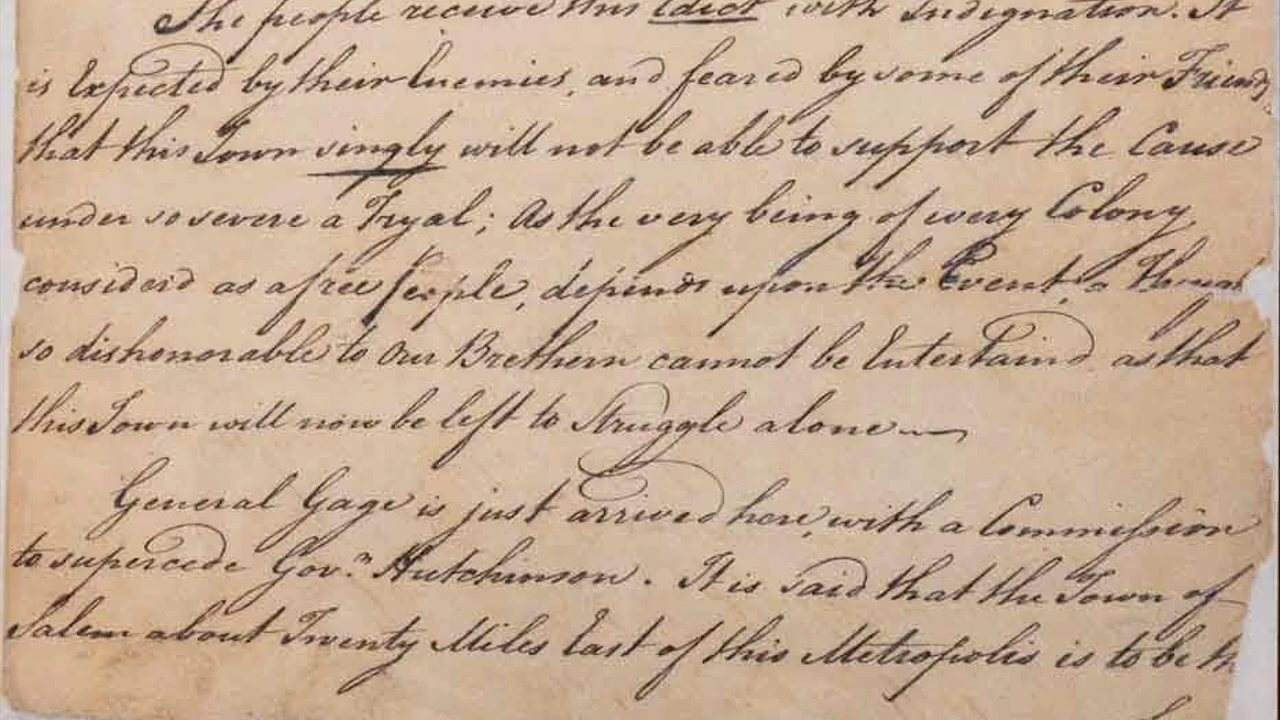 The people receive this Edict with Indignation. It
is Expected by their Enemies, and feared by some of their Friends
that this Town singly will not be able to support the Cause
under so severe a Tryal; As the very being of every Colony,
considerd as a free People, depends upon the Event, a
so dishonorable to our Brethern cannot be Entertaind, as that
this Town will now be left to Struggle alone
General Gage is just arrived here, with a Commission
to supercede Gov.n Hutchinson. It is said that the Town of
Salem about Twenty Miles East of this Metropolis is to be